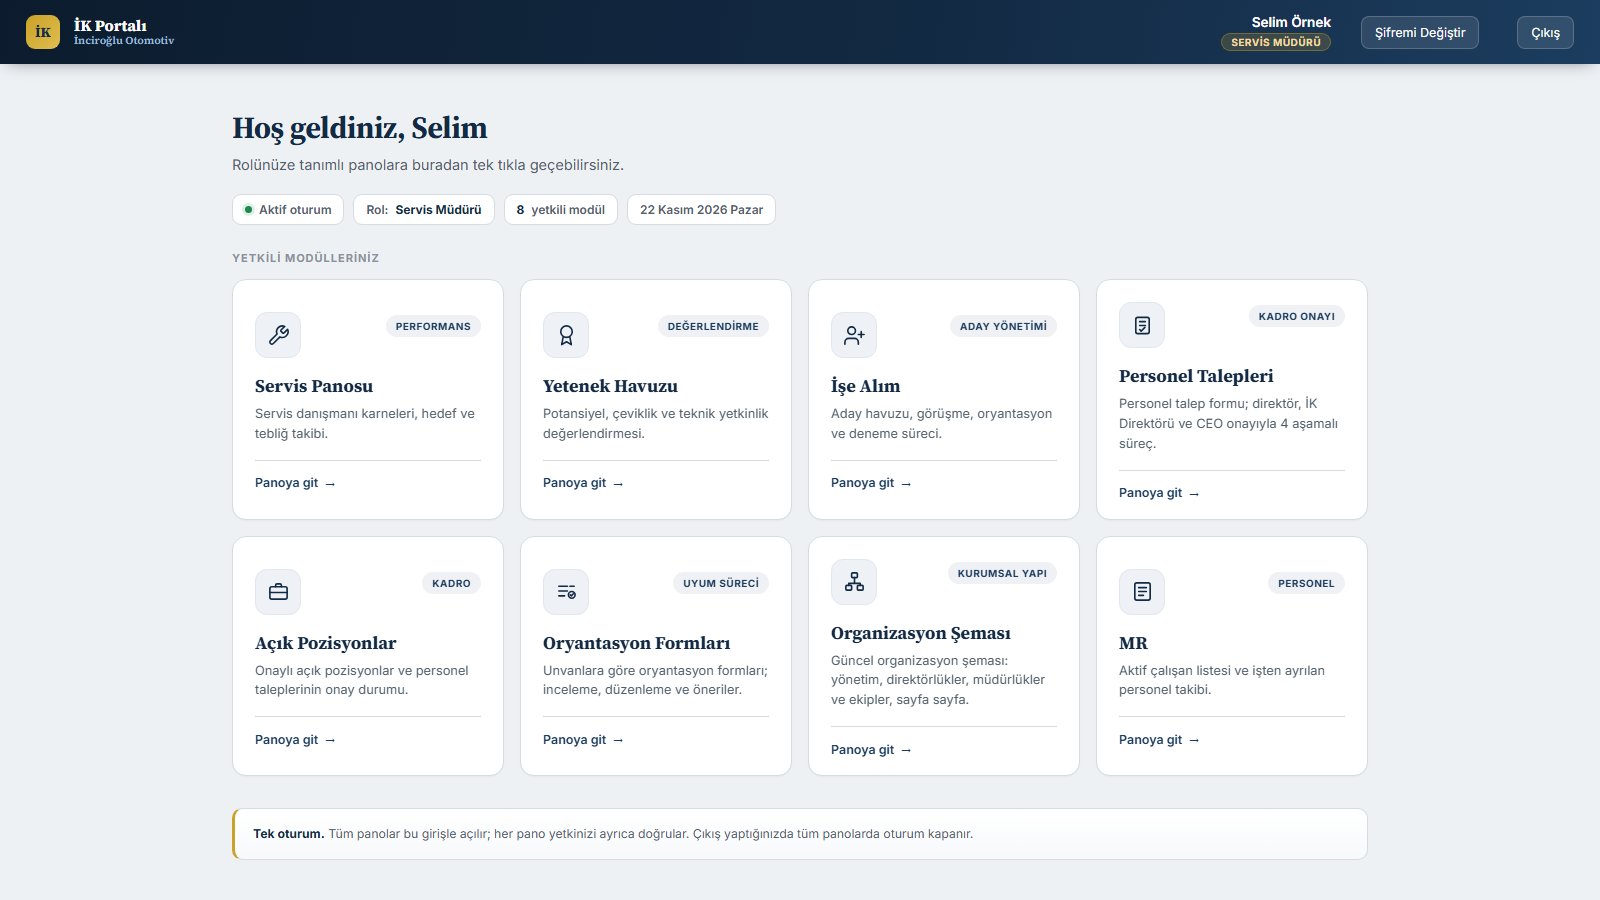 İK
İK Portalı
İnciroğlu Otomotiv
Selim Örnek
SERVİS MÜDÜRÜ
Şifremi Değiştir
Çıkış
Hoş geldiniz, Selim
Rolünüze tanımlı panolara buradan tek tıkla geçebilirsiniz.
Aktif oturum
Rol: Servis Müdürü
8 yetkili modül
22 Kasım 2026 Pazar
YETKİLİ MODÜLLERİNİZ
PERFORMANS
Servis Panosu
Servis danışmanı karneleri, hedef ve
tebliğ takibi.
Panoya git →
DEĞERLENDİRME
Yetenek Havuzu
Potansiyel, çeviklik ve teknik yetkinlik
değerlendirmesi.
Panoya git →
ADAY YÖNETİMİ
İşe Alım
Aday havuzu, görüşme, oryantasyon
ve deneme süreci.
Panoya git →
KADRO ONAYI
Personel Talepleri
Personel talep formu; direktör, İK
Direktörü ve CEO onayıyla 4 aşamalı
süreç.
Panoya git →
KADRO
Açık Pozisyonlar
Onaylı açık pozisyonlar ve personel
taleplerinin onay durumu.
Panoya git →
UYUM SÜRECİ
Oryantasyon Formları
Unvanlara göre oryantasyon formları;
inceleme, düzenleme ve öneriler.
Panoya git →
KURUMSAL YAPI
Organizasyon Şeması
Güncel organizasyon şeması:
yönetim, direktörlükler, müdürlükler
ve ekipler, sayfa sayfa.
Panoya git →
PERSONEL
MR
Aktif çalışan listesi ve işten ayrılan
personel takibi.
Panoya git →
Tek oturum. Tüm panolar bu girişle açılır; her pano yetkinizi ayrıca doğrular. Çıkış yaptığınızda tüm panolarda oturum kapanır.